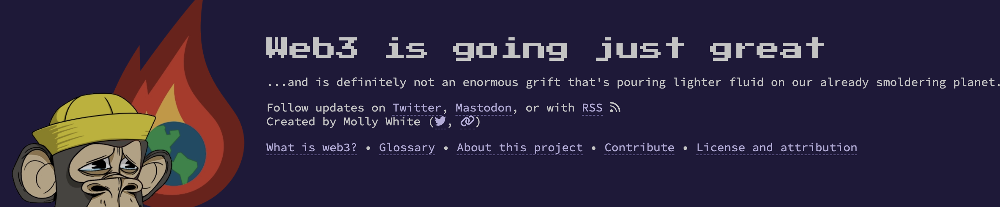 Web3 is going just great
...and is definitely not an enormous grift that's pouring lighter fluid on our already smoldering planet.
Follow updates on Twitter, Mastodon, or with RSS
Created by Molly White (, )
What is web3? • Glossary • About this project • Contribute • License and attribution